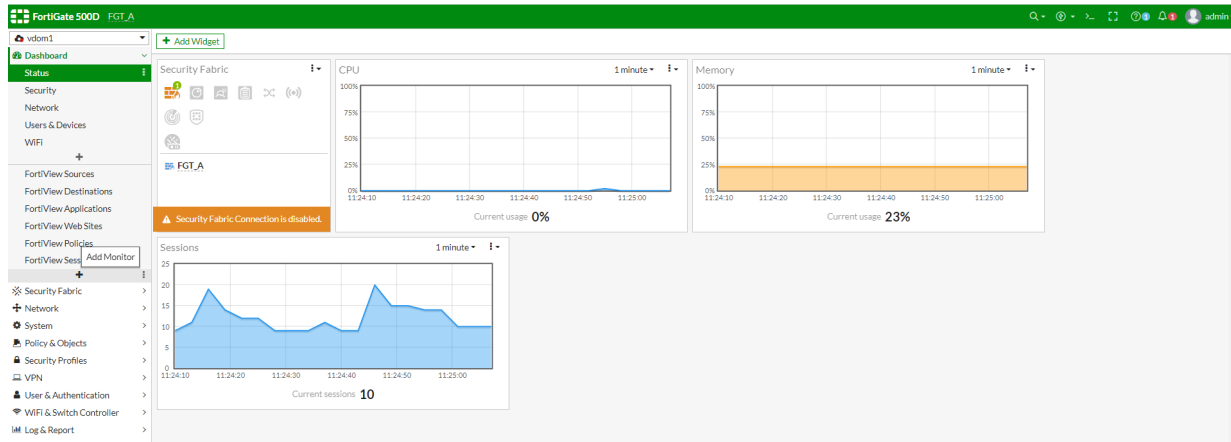 FortiGate 500D FGT_A
admin
vdom1
Dashboard
Status
Security
Network
Users & Devices
WiFi
FortiView Sources
FortiView Destinations
FortiView Applications
FortiView Web Sites
FortiView Policies
FortiView Sess
Add Monitor
Security Fabric
Network
System
Policy & Objects
Security Profiles
VPN
User & Authentication
WiFi & Switch Controller
Log & Report
+ Add Widget
Security Fabric
1
FGT_A
Security Fabric Connection is disabled.
CPU 1 minute
100%
75%
50%
25%
0%
11:24:10 11:24:20 11:24:30 11:24:40 11:24:50 11:25:00
Current usage 0%
Memory 1 minute
100%
75%
50%
25%
0%
11:24:10 11:24:20 11:24:30 11:24:40 11:24:50 11:25:00
Current usage 23%
Sessions 1 minute
25
20
15
10
5
0
11:24:10 11:24:20 11:24:30 11:24:40 11:24:50 11:25:00
Current sessions 10